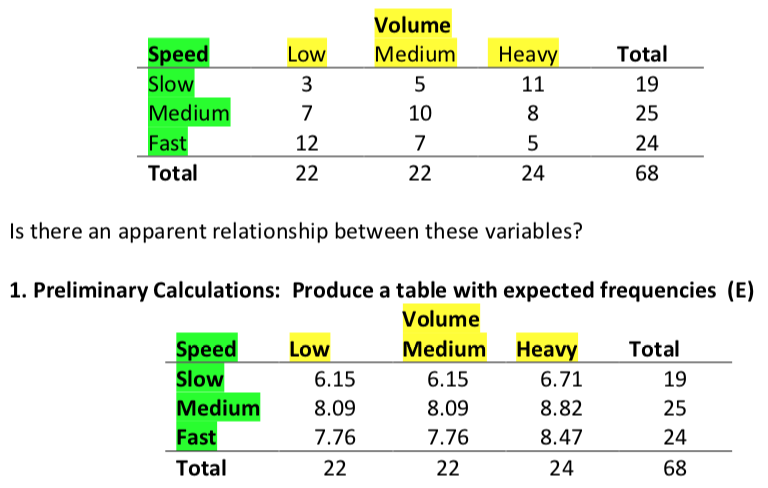 Volume
Speed Low Medium Heavy Total
Slow 3 5 11 19
Medium 7 10 8 25
Fast 12 7 5 24
Total 22 22 24 68
Is there an apparent relationship between these variables?
1. Preliminary Calculations: Produce a table with expected frequencies (E)
Volume
Speed Low Medium Heavy Total
Slow 6.15 6.15 6.71 19
Medium 8.09 8.09 8.82 25
Fast 7.76 7.76 8.47 24
Total 22 22 24 68